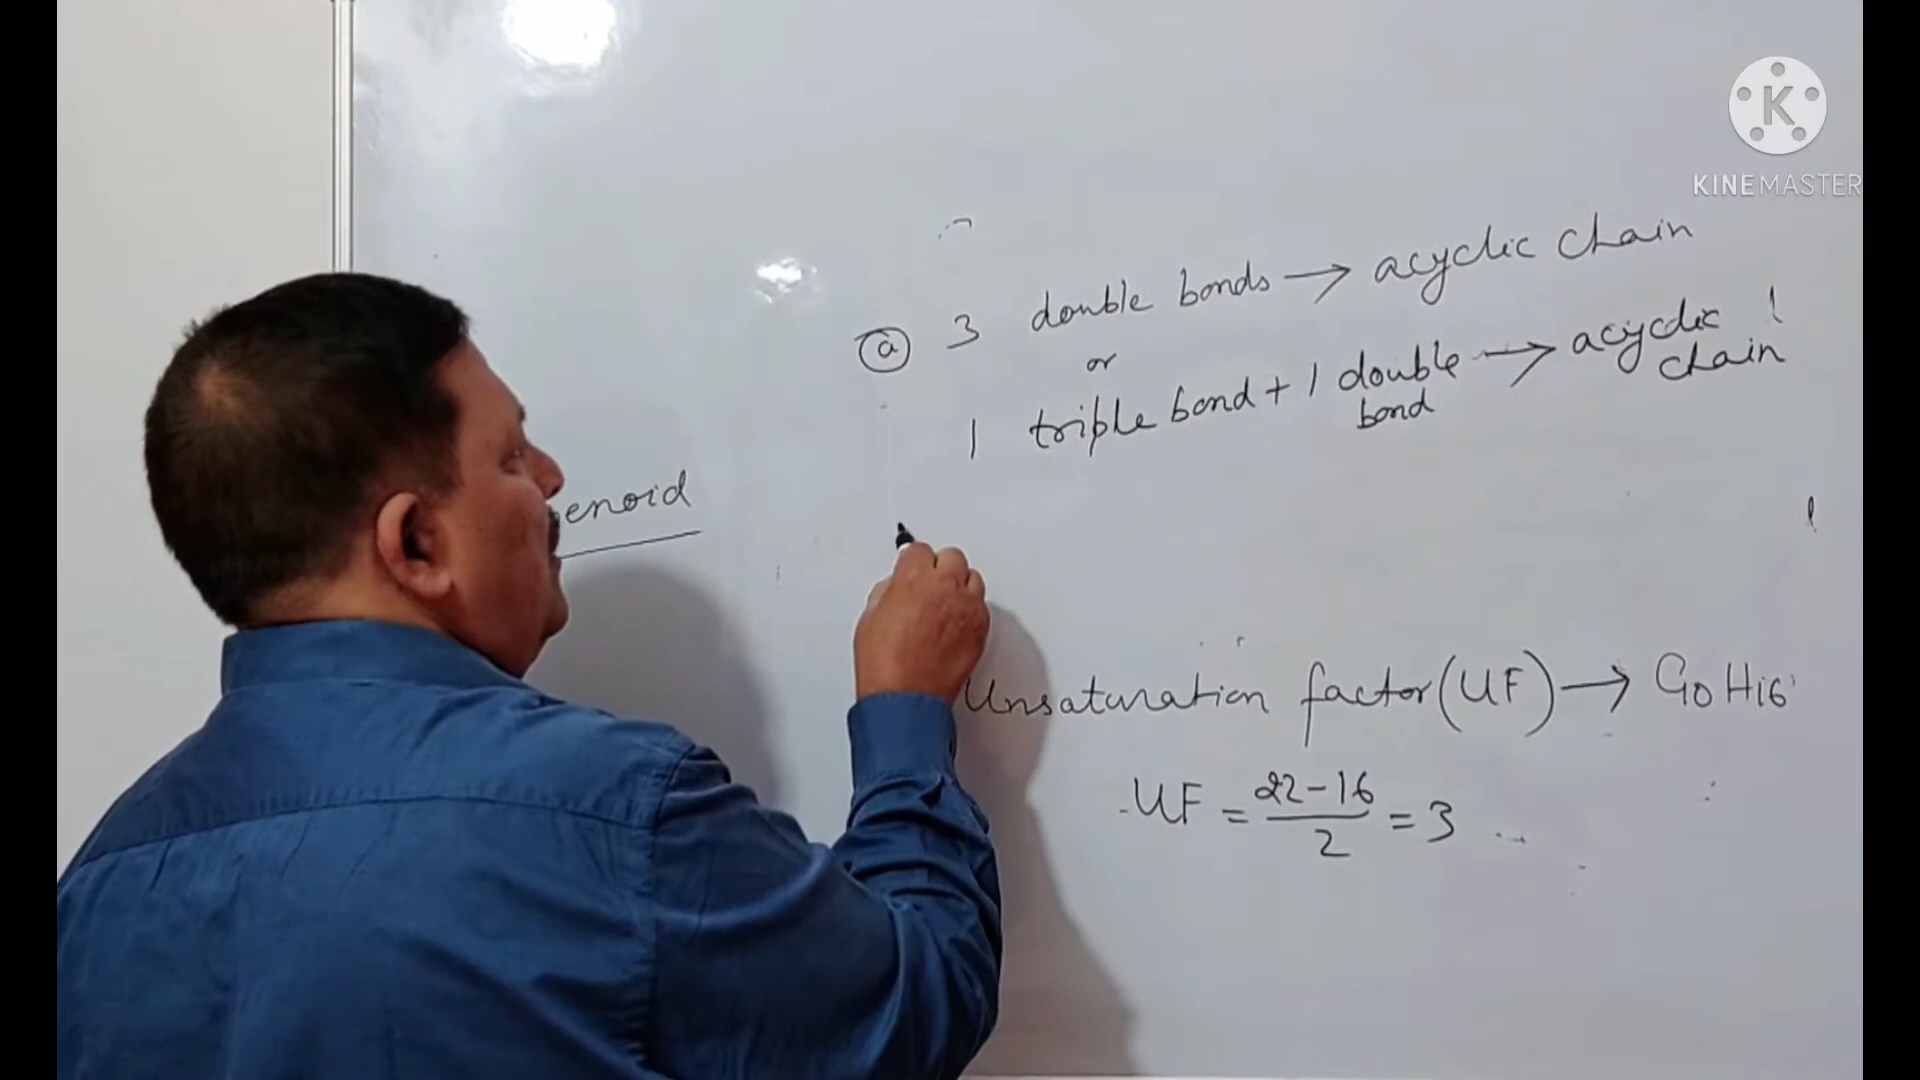 K
KINEMASTER
ⓐ 3 double bonds → acyclic chain
or
1 triple bond + 1 double bond → acyclic chain
enoid
Unsaturation factor (UF) → C10H16
UF = 22-16 / 2 = 3